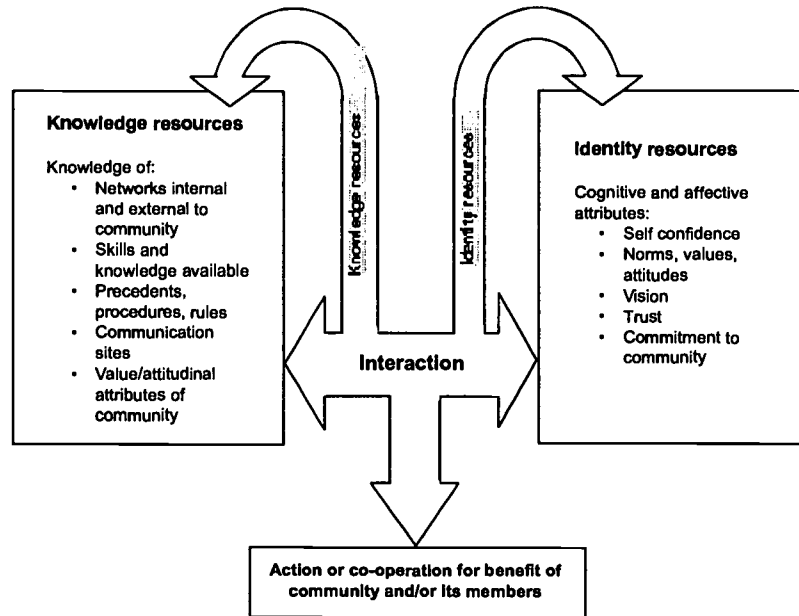 Knowledge resources
Knowledge of:
• Networks internal
and external to
community
• Skills and
knowledge available
• Precedents,
procedures, rules
• Communication
sites
• Value/attitudinal
attributes of
community
Knowledge resources
Identity resources
Identity resources
Cognitive and affective
attributes:
• Self confidence
• Norms, values,
attitudes
• Vision
• Trust
• Commitment to
community
Interaction
Action or co-operation for benefit of
community and/or its members